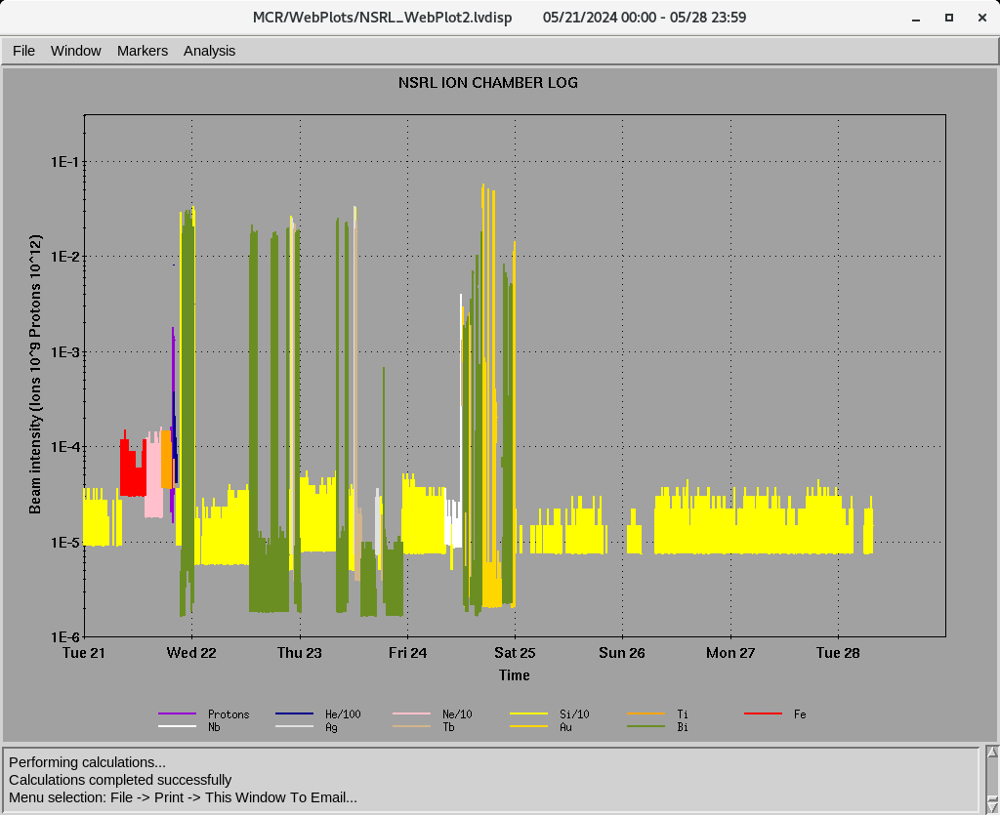 MCR/WebPlots/NSRL_WebPlot2.lvdisp 05/21/2024 00:00 - 05/28 23:59
File Window Markers Analysis
NSRL ION CHAMBER LOG
Beam intensity (Ions 10^9 Protons 10^12)
1E-1
1E-2
1E-3
1E-4
1E-5
1E-6
Tue 21 Wed 22 Thu 23 Fri 24 Sat 25 Sun 26 Mon 27 Tue 28
Time
Protons He/100 Ne/10 Si/10 Ti Fe
Nb Ag Tb Au Bi
Performing calculations...
Calculations completed successfully
Menu selection: File -> Print -> This Window To Email...